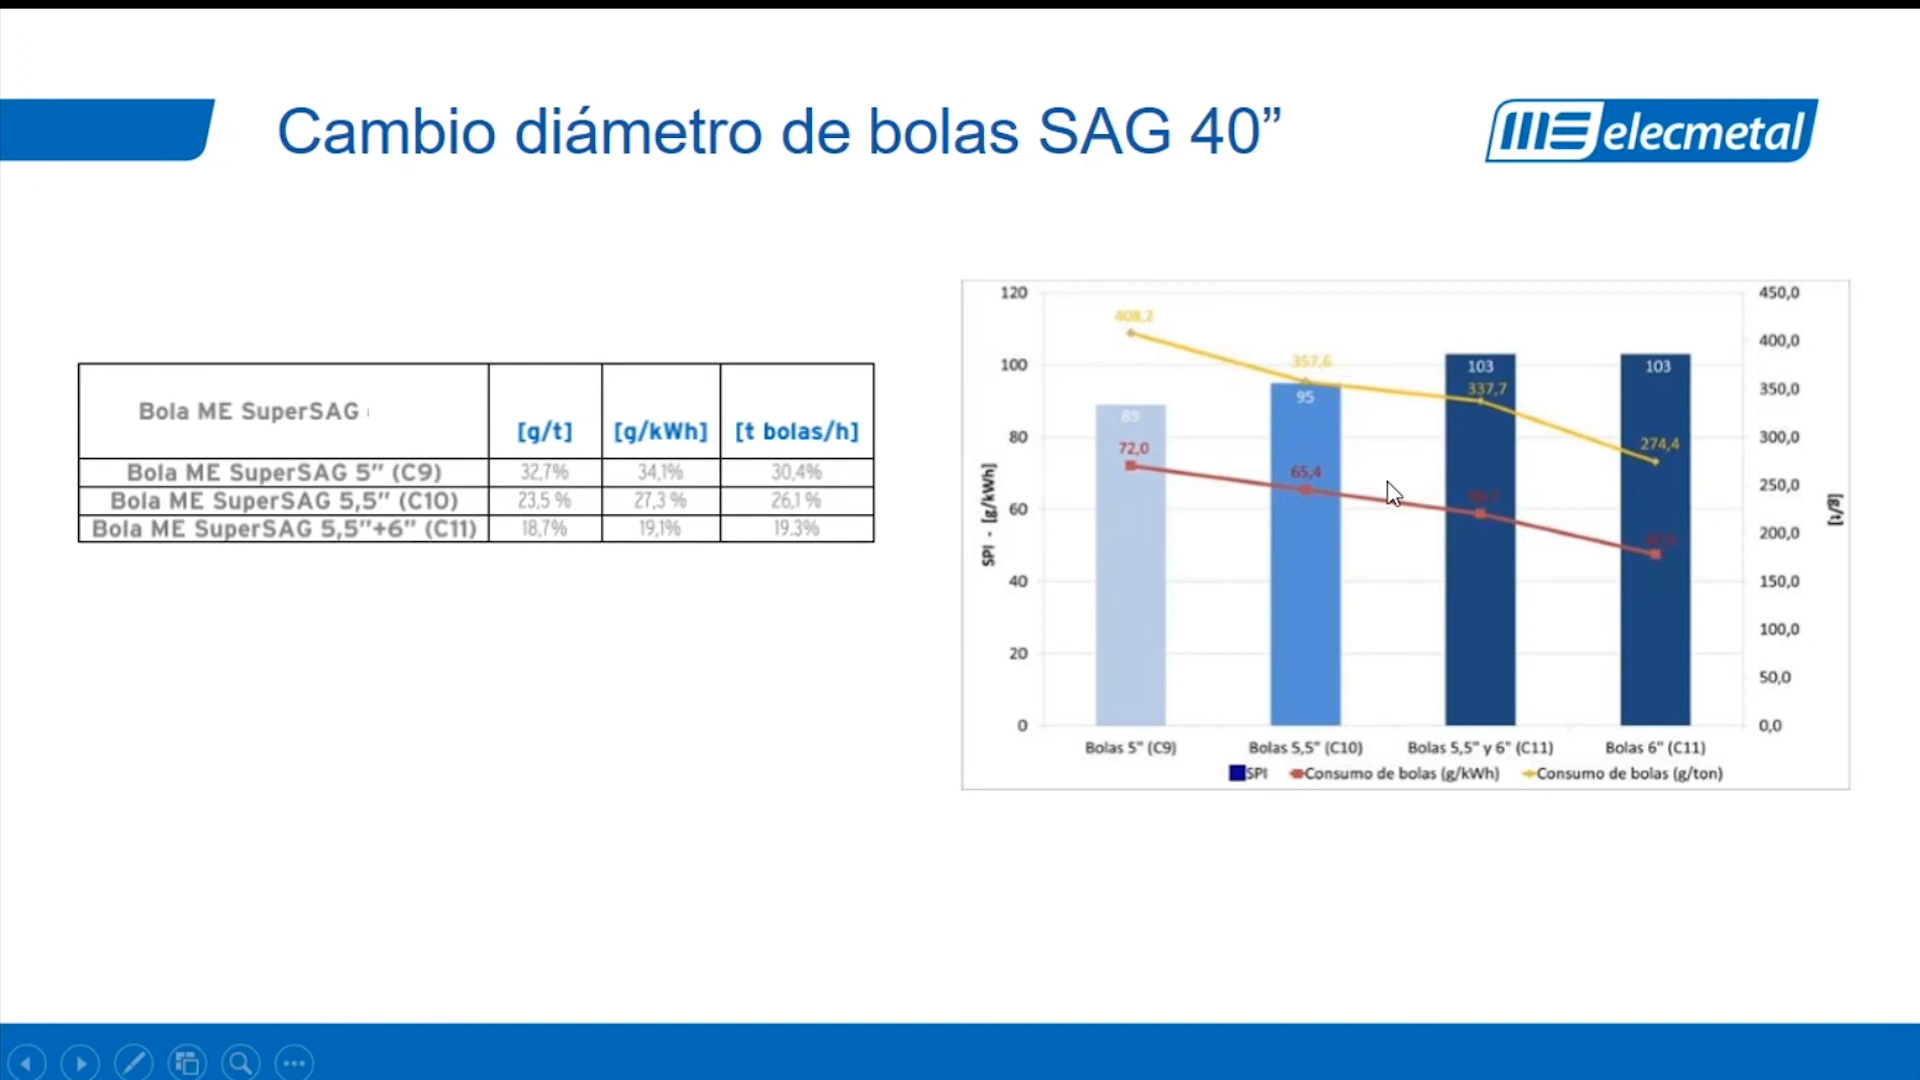 Cambio diámetro de bolas SAG 40”
ME elecmetal
Bola ME SuperSAG
[g/t] [g/kWh] [t bolas/h]
Bola ME SuperSAG 5" (C9) 32,7% 34,1% 30,4%
Bola ME SuperSAG 5,5" (C10) 23,5 % 27,3 % 26,1 %
Bola ME SuperSAG 5,5"+6" (C11) 18,7% 19,1% 19.3%
120
100
80
60
40
20
0
SPI - [g/kWh]
450,0
400,0
350,0
300,0
250,0
200,0
150,0
100,0
50,0
0,0
[g/t]
408,2
357,6
337,7
274,4
89
95
103
103
72,0
65,4
Bolas 5" (C9)
Bolas 5,5" (C10)
Bolas 5,5" y 6" (C11)
Bolas 6" (C11)
SPI
Consumo de bolas (g/kWh)
Consumo de bolas (g/ton)